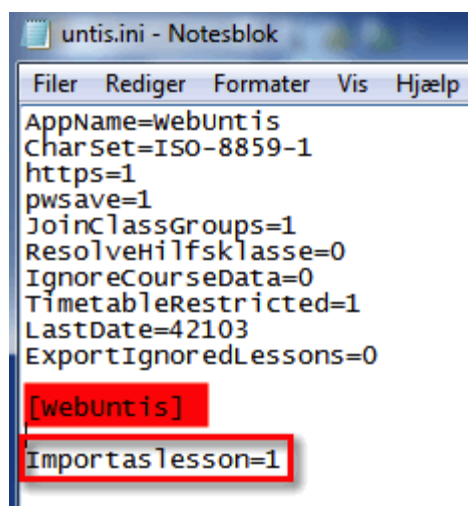 untis.ini - Notesblok
Filer Rediger Formater Vis Hjælp
AppName=WebUntis
CharSet=ISO-8859-1
https=1
pwsave=1
JoinClassGroups=1
ResolveHilfsklasse=0
IgnoreCourseData=0
TimetableRestricted=1
LastDate=42103
ExportIgnoredLessons=0
[WebUntis]
Importaslesson=1